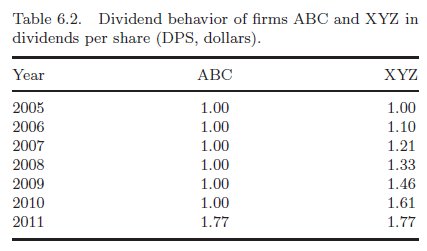 Table 6.2. Dividend behavior of firms ABC and XYZ in
dividends per share (DPS, dollars).
Year ABC XYZ
2005 1.00 1.00
2006 1.00 1.10
2007 1.00 1.21
2008 1.00 1.33
2009 1.00 1.46
2010 1.00 1.61
2011 1.77 1.77